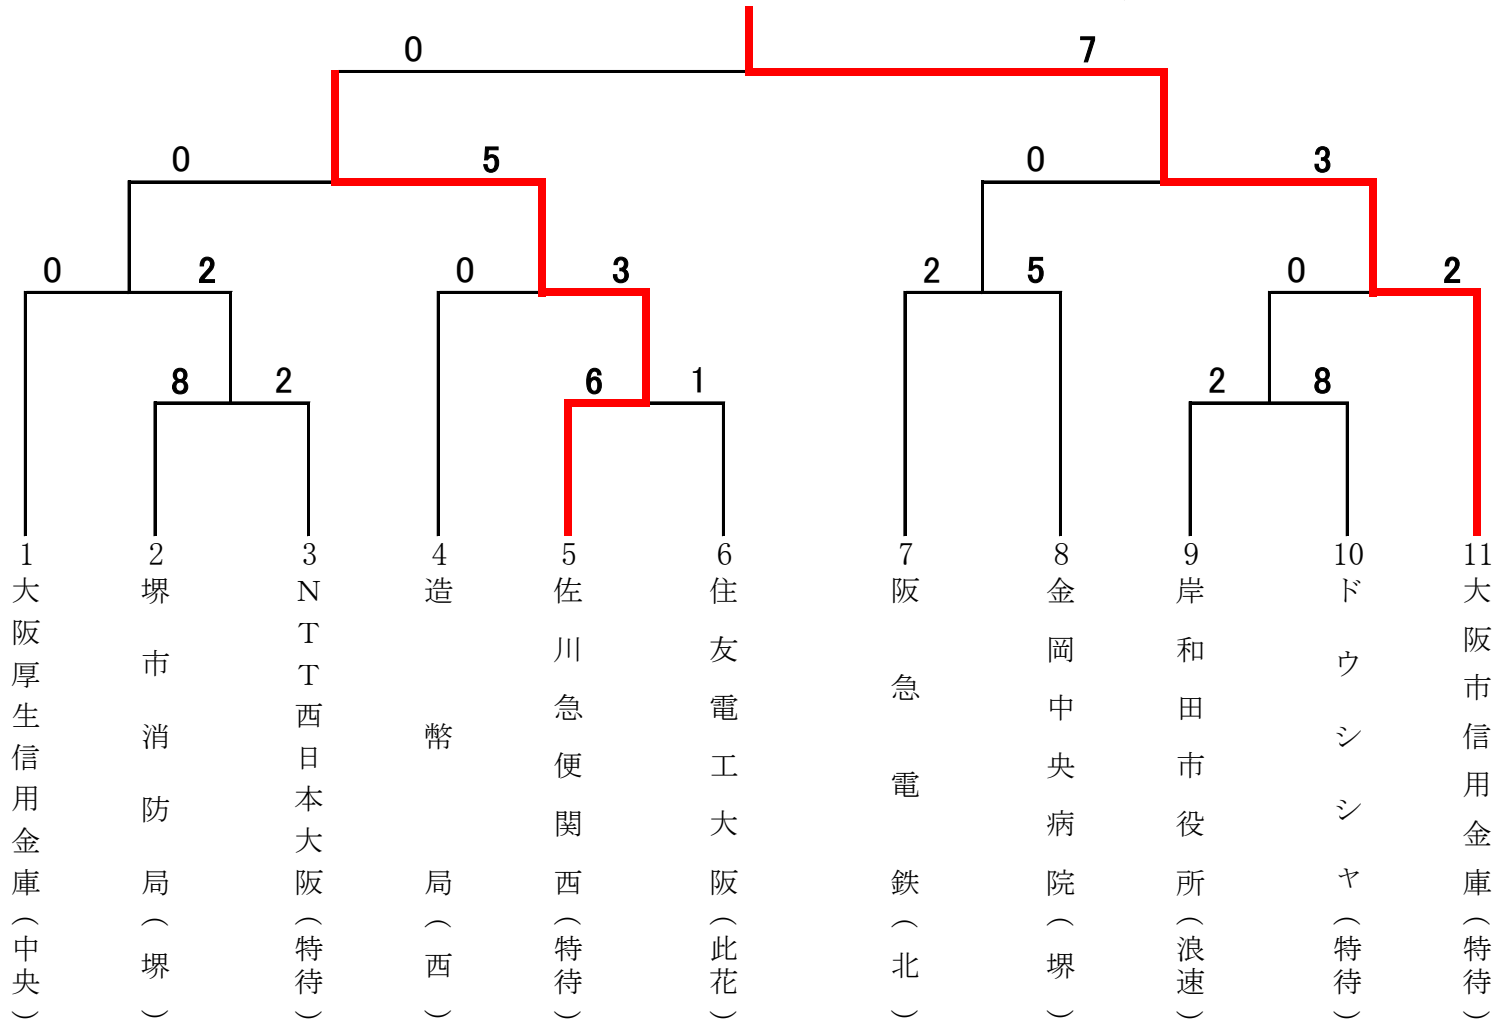 0 7
0 5 0 3
0 2 0 3 2 5 0 2
8 2 6 1 2 8
1 2 3 4 5 6 7 8 9 10 11
大阪厚生信用金庫(中央)
堺市消防局(堺)
NTT西日本大阪(特待)
造幣局(西)
佐川急便関西(特待)
住友電工大阪(此花)
阪急電鉄(北)
金岡中央病院(堺)
岸和田市役所(浪速)
ドウシシャ(特待)
大阪市信用金庫(特待)